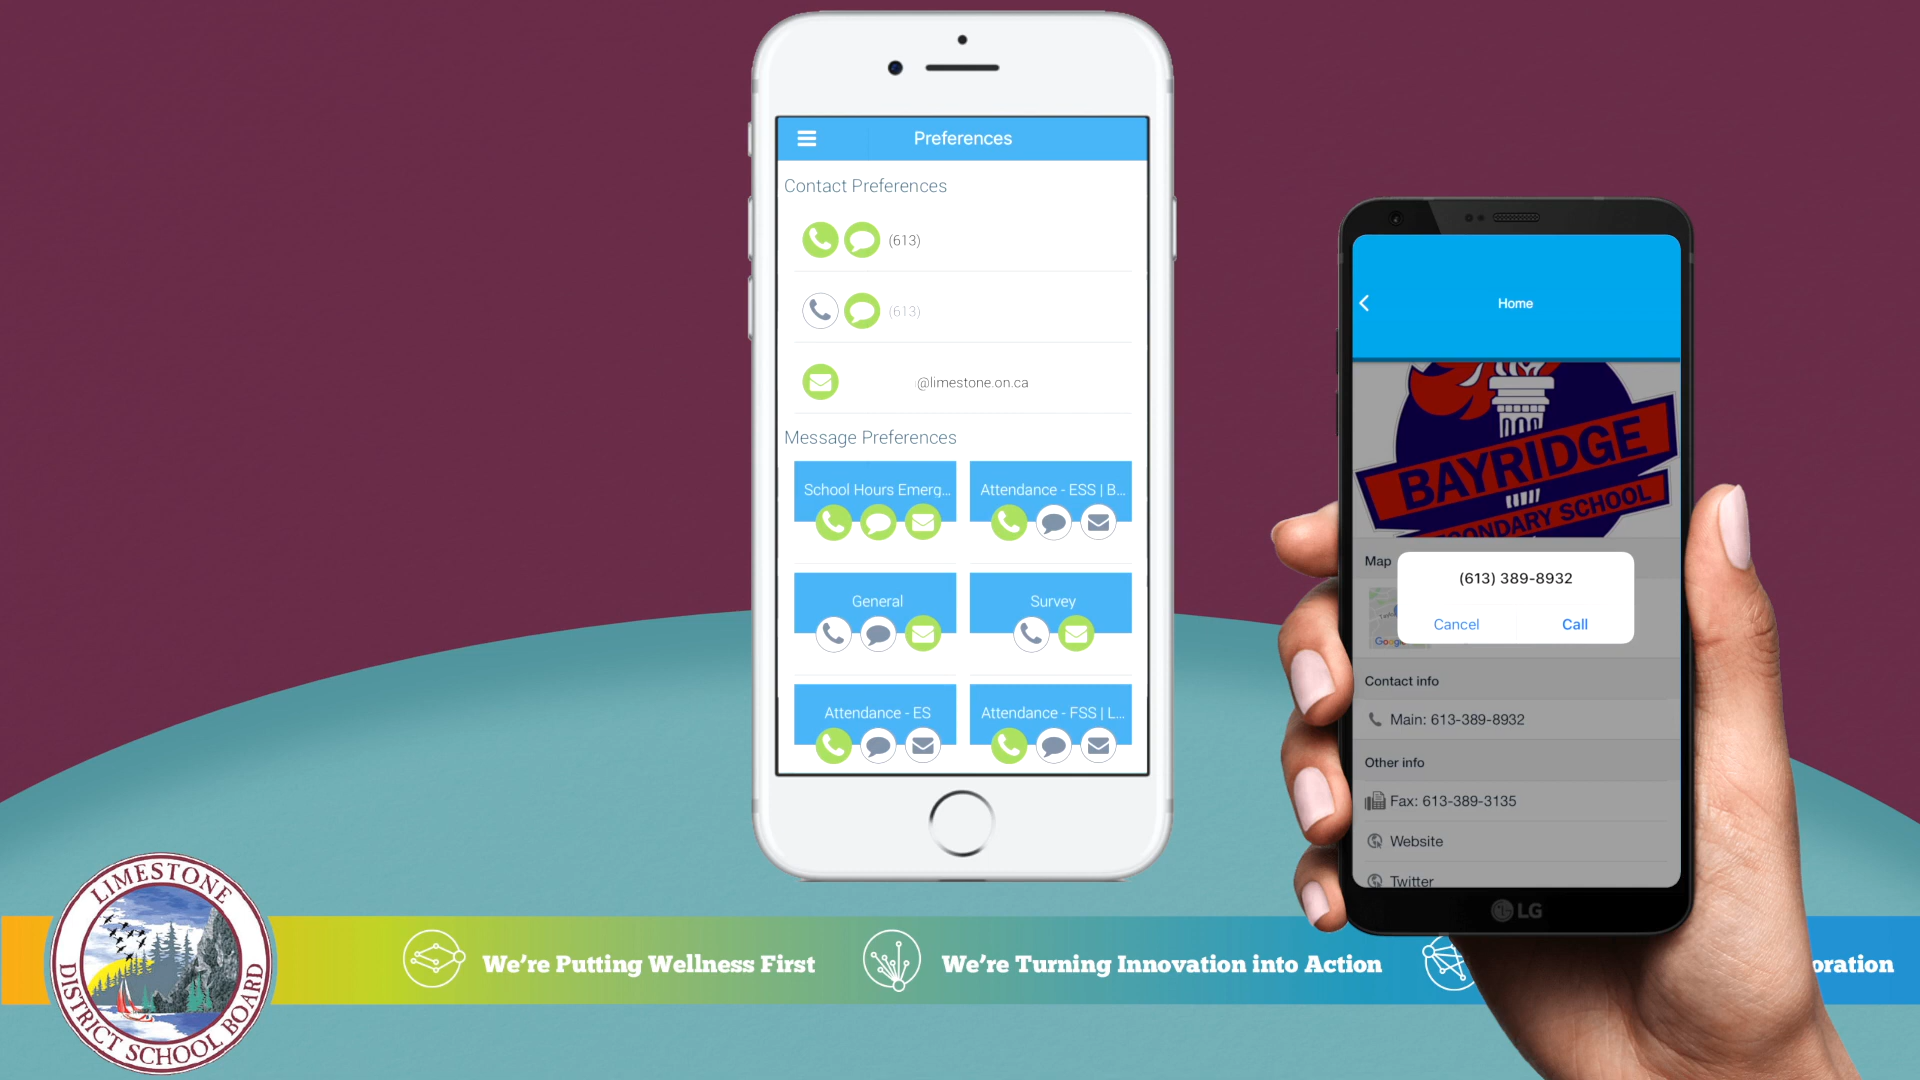 Preferences
Contact Preferences
(613)
(613)
@limestone.on.ca
Message Preferences
School Hours Emerg...
Attendance - ESS | B...
General
Survey
Attendance - ES
Attendance - FSS | L...
Home
BAYRIDGE
CONDARY SCHOOL
Map
(613) 389-8932
Cancel
Call
Google
Contact info
Main: 613-389-8932
Other info
Fax: 613-389-3135
Website
Twitter
LG
LIMESTONE
DISTRICT SCHOOL BOARD
We're Putting Wellness First
We're Turning Innovation into Action
oration